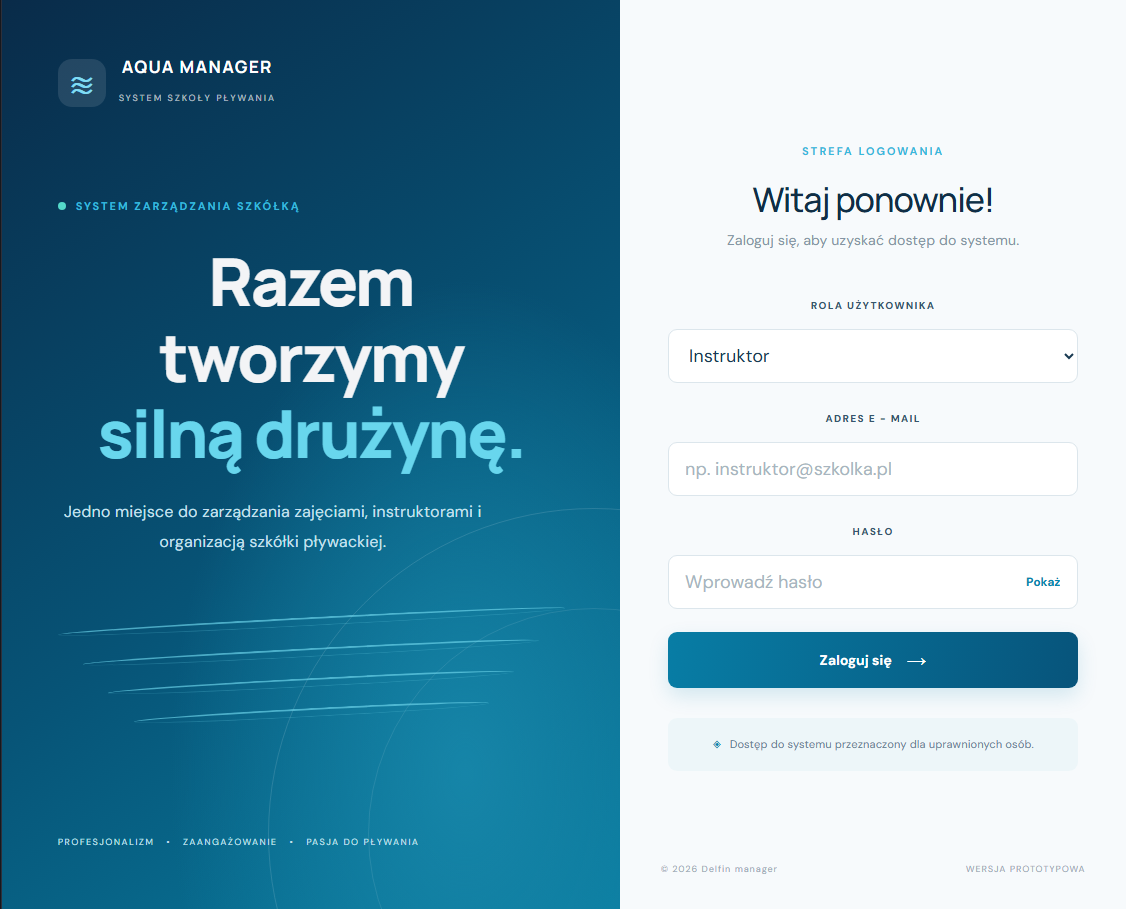 AQUA MANAGER
SYSTEM SZKOŁY PŁYWANIA
SYSTEM ZARZĄDZANIA SZKÓŁKĄ
Razem
tworzymy
silną drużynę.
Jedno miejsce do zarządzania zajęciami, instruktorami i
organizacją szkółki pływackiej.
PROFESJONALIZM • ZAANGAŻOWANIE • PASJA DO PŁYWANIA
STREFA LOGOWANIA
Witaj ponownie!
Zaloguj się, aby uzyskać dostęp do systemu.
ROLA UŻYTKOWNIKA
Instruktor
ADRES E - MAIL
np. instruktor@szkolka.pl
HASŁO
Wprowadź hasło Pokaż
Zaloguj się →
Dostęp do systemu przeznaczony dla uprawnionych osób.
© 2026 Delfin manager WERSJA PROTOTYPOWA